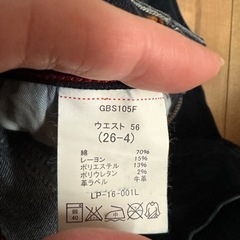 GBS105F
ウエスト 56
(26-4)
綿 70%
レーヨン 15%
ポリエステル 13%
ポリウレタン 2%
革ラベル 牛革
LP-16-001L
40